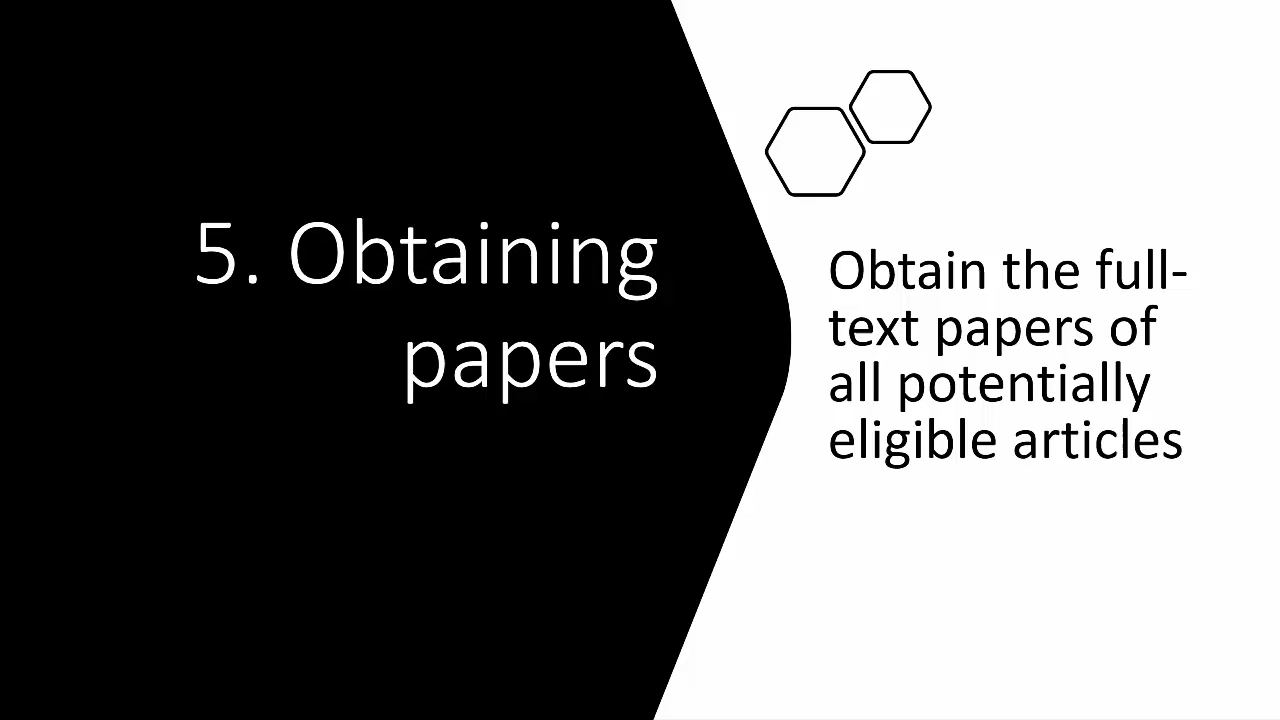 5. Obtaining
papers
Obtain the full-
text papers of
all potentially
eligible articles